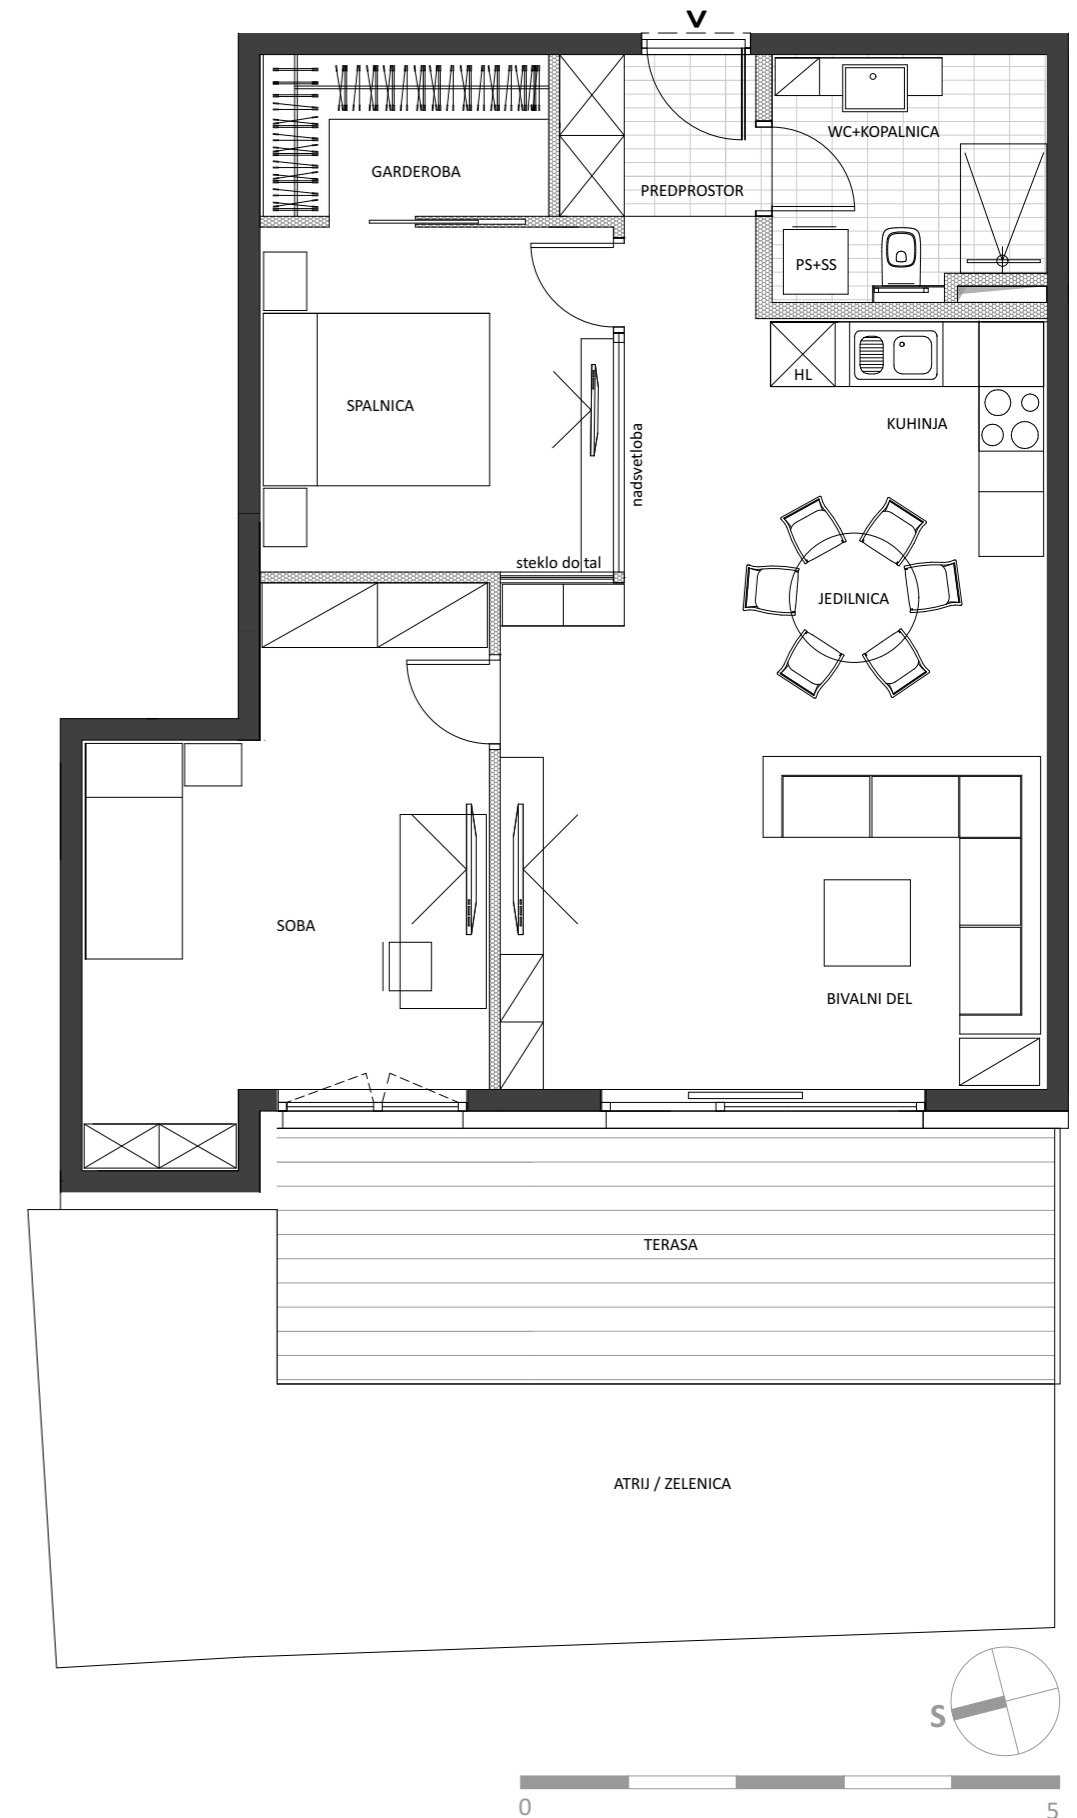 V
WC+KOPALNICA
GARDEROBA
PREDPROSTOR
PS+SS
HL
SPALNICA
KUHINJA
nadsvetloba
steklo do tal
JEDILNICA
SOBA
BIVALNI DEL
TERASA
ATRIJ / ZELENICA
S
0 5